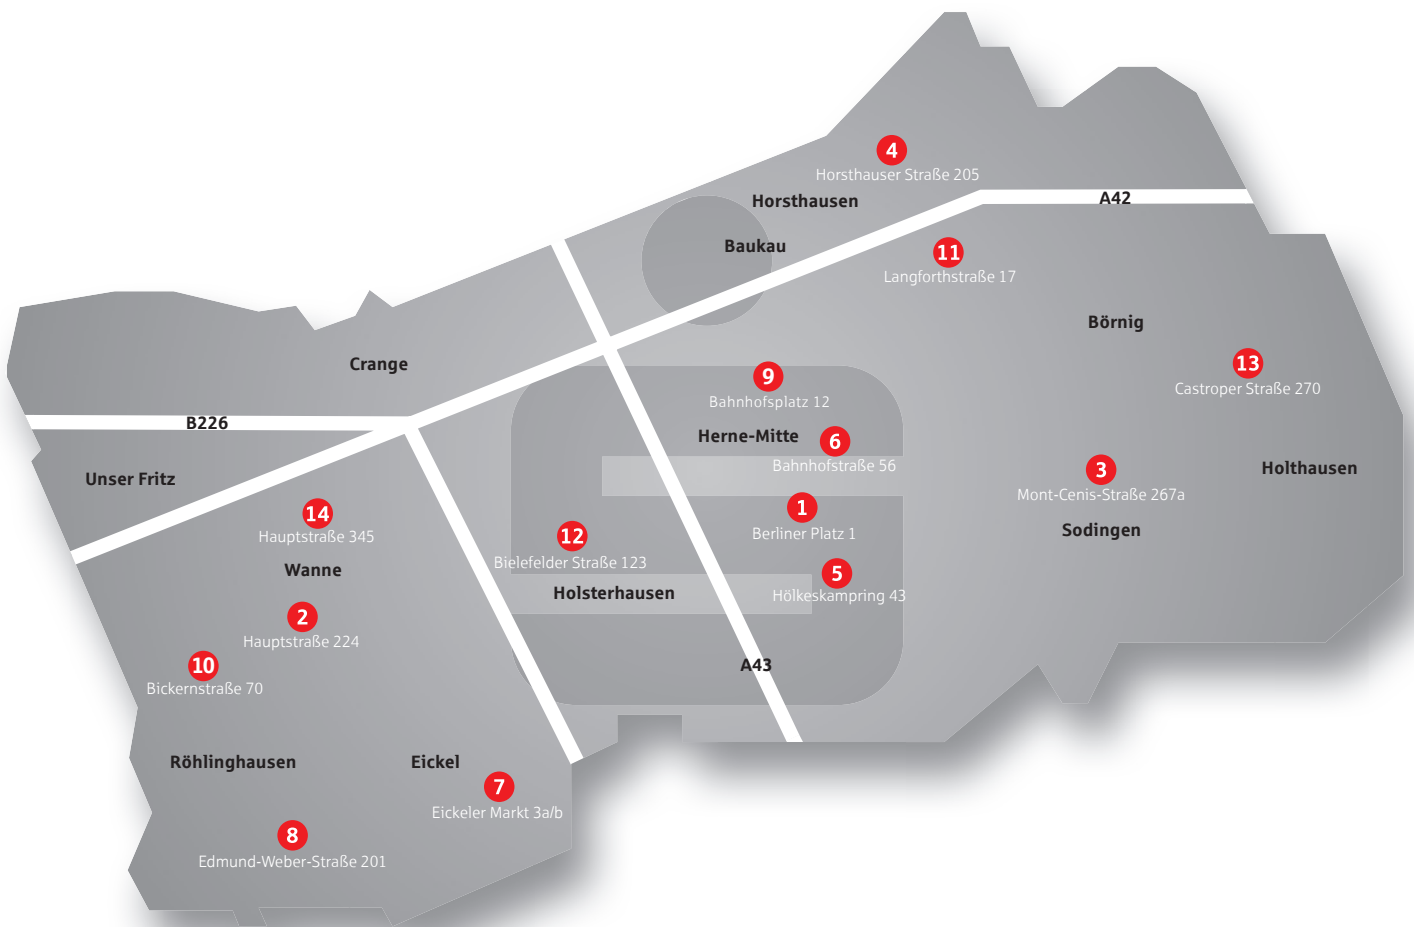 4
Horsthauser Straße 205
Horsthausen
A42
Baukau
11
Langforthstraße 17
Börnig
Crange
13
Castroper Straße 270
9
Bahnhofsplatz 12
B226
Herne-Mitte
6
Bahnhofstraße 56
3
Mont-Cenis-Straße 267a
Holthausen
Unser Fritz
14
Hauptstraße 345
1
Berliner Platz 1
Sodingen
12
Bielefelder Straße 123
Wanne
5
Hölkeskampring 43
Holsterhausen
2
Hauptstraße 224
10
Bickernstraße 70
A43
Röhlinghausen
Eickel
7
Eickeler Markt 3a/b
8
Edmund-Weber-Straße 201